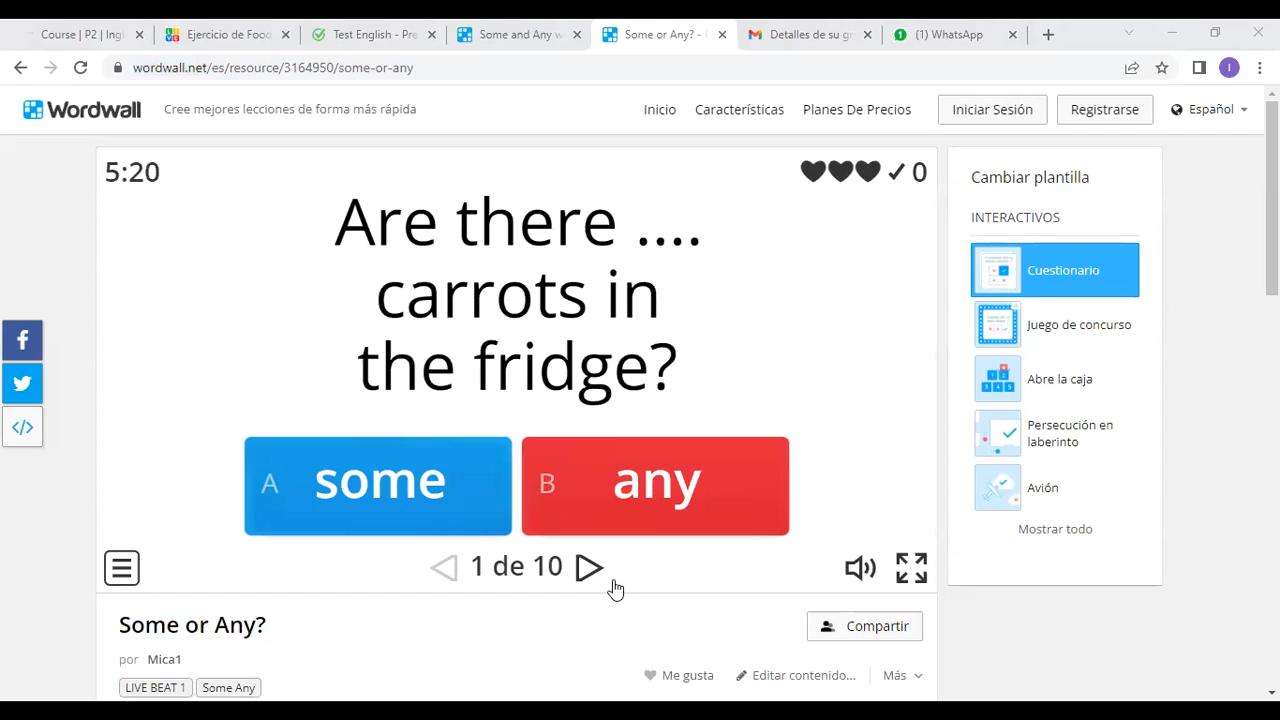 Course | P2 | Ingl
Ejercicio de Food
Text English - Pre
Some and Any w
Some or Any? - C
Detalles de su gr
(1) WhatsApp
wordwall.net/es/resource/3164950/some-or-any
Wordwall
Cree mejores lecciones de forma más rápida
Inicio
Características
Planes De Precios
Iniciar Sesión
Registrarse
Español
5:20
✓ 0
Are there ....
carrots in
the fridge?
A some
B any
1 de 10
Some or Any?
Compartir
por Mica1
Me gusta
Editar contenido...
Más
LIVE BEAT 1
Some Any
Cambiar plantilla
INTERACTIVOS
Cuestionario
Juego de concurso
Abre la caja
Persecución en
laberinto
Avión
Mostrar todo